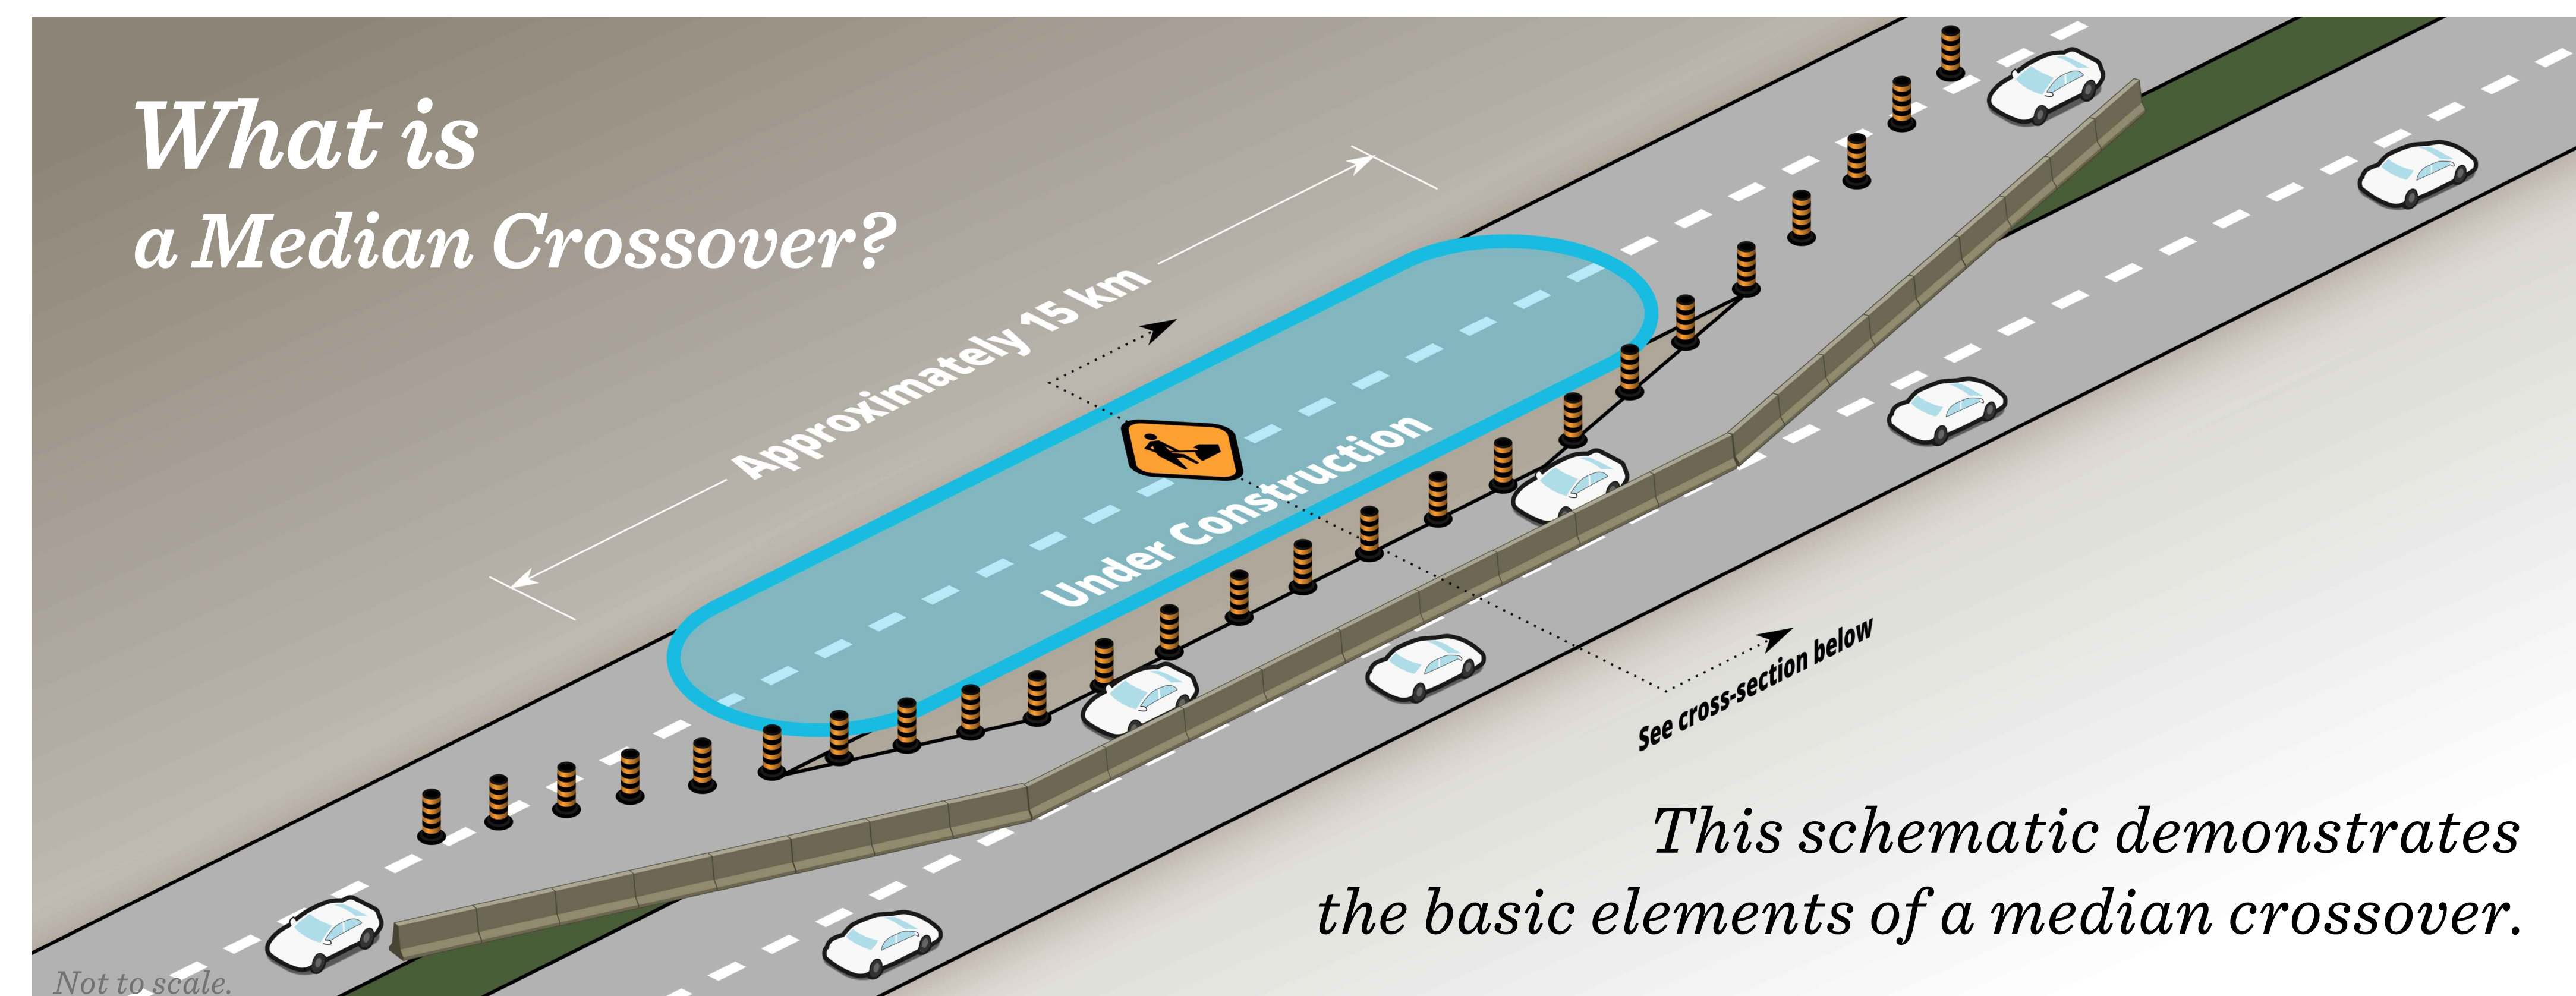 What is
a Median Crossover?
Approximately 15 km
Under Construction
See cross-section below
This schematic demonstrates
the basic elements of a median crossover.
Not to scale.